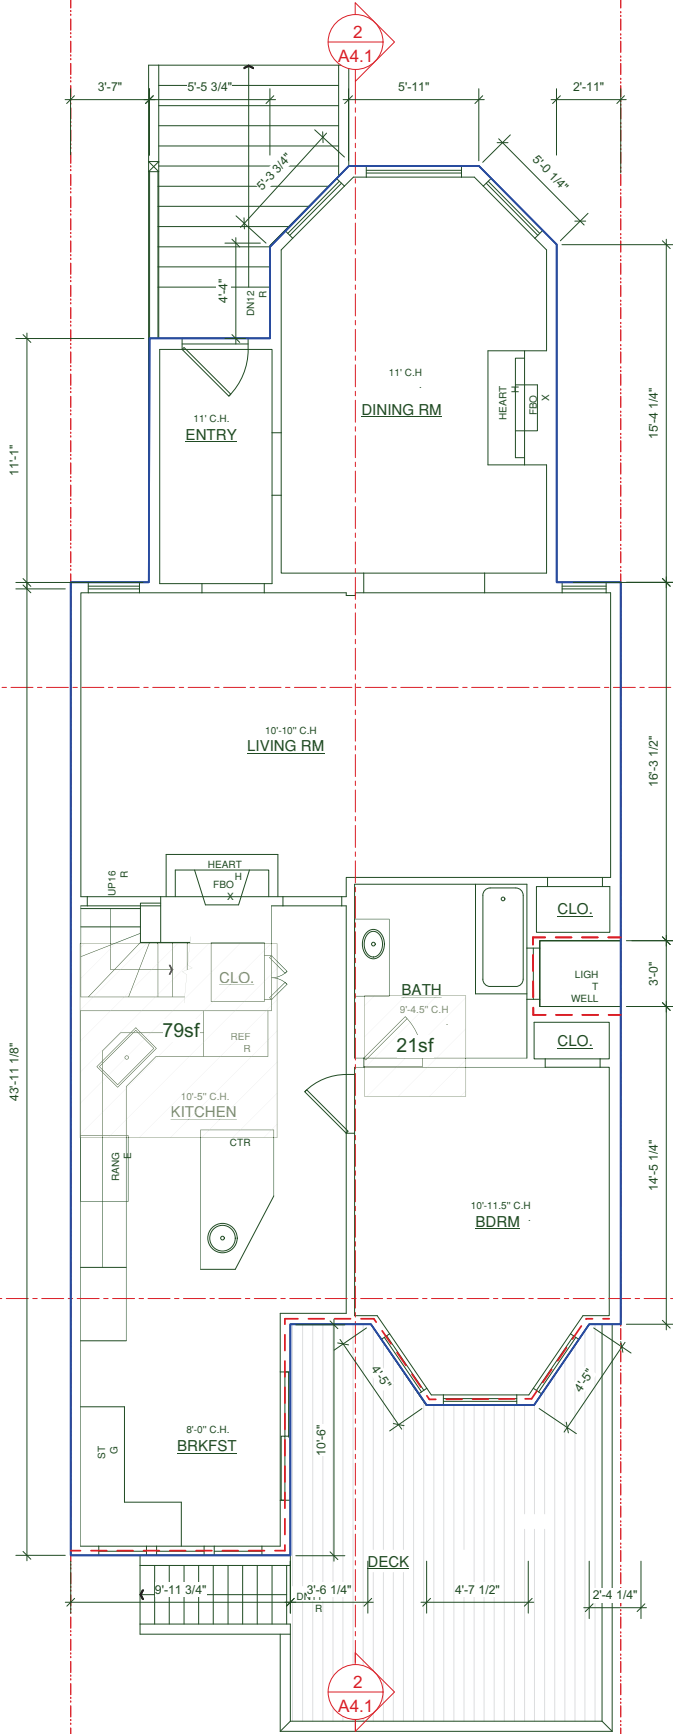 2
A4.1
3'-7"
5'-5 3/4"
5'-11"
2'-11"
5'-3 3/4"
5'-0 1/4"
4'-4"
DN12
R
11' C.H
DINING RM
HEART
H
FBO
X
11' C.H.
ENTRY
15'-4 1/4"
11'-1"
10'-10" C.H
LIVING RM
16'-3 1/2"
UP16
R
HEART
H
FBO
X
CLO.
CLO.
LIGH
T
WELL
3'-0"
BATH
9'-4.5" C.H
79sf
REF
R
21sf
CLO.
43'-11 1/8"
10'-5" C.H.
KITCHEN
CTR
RANG
E
14'-5 1/4"
10'-11.5" C.H
BDRM
4'-5"
4'-5"
8'-0" C.H.
BRKFST
ST
G
10'-6"
DECK
9'-11 3/4"
3'-6 1/4"
4'-7 1/2"
2'-4 1/4"
R
2
A4.1